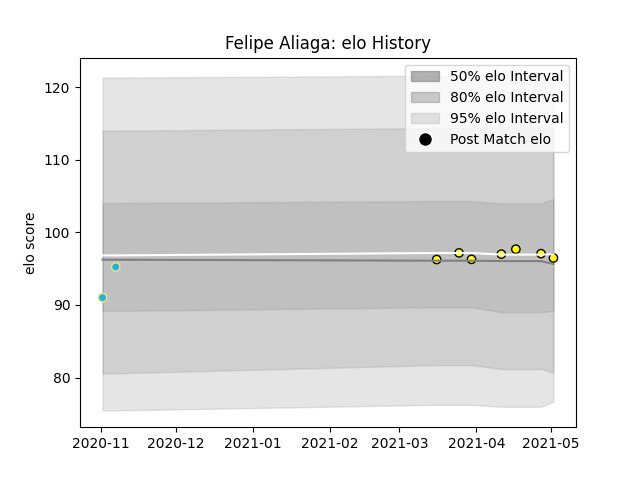 Felipe Aliaga: elo History
50% elo Interval
80% elo Interval
95% elo Interval
Post Match elo
elo score
120
110
100
90
80
2020-11 2020-12 2021-01 2021-02 2021-03 2021-04 2021-05